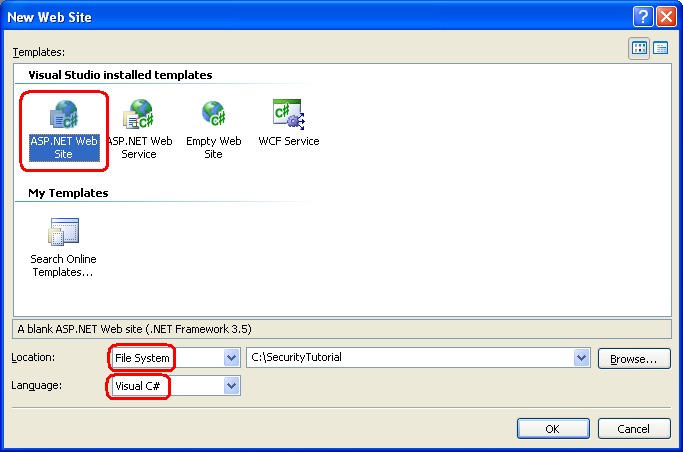 New Web Site
Templates:
Visual Studio installed templates
ASP.NET Web Site
ASP.NET Web Service
Empty Web Site
WCF Service
My Templates
Search Online Templates...
A blank ASP.NET Web site (.NET Framework 3.5)
Location:
File System
C:\SecurityTutorial
Browse...
Language:
Visual C#
OK
Cancel